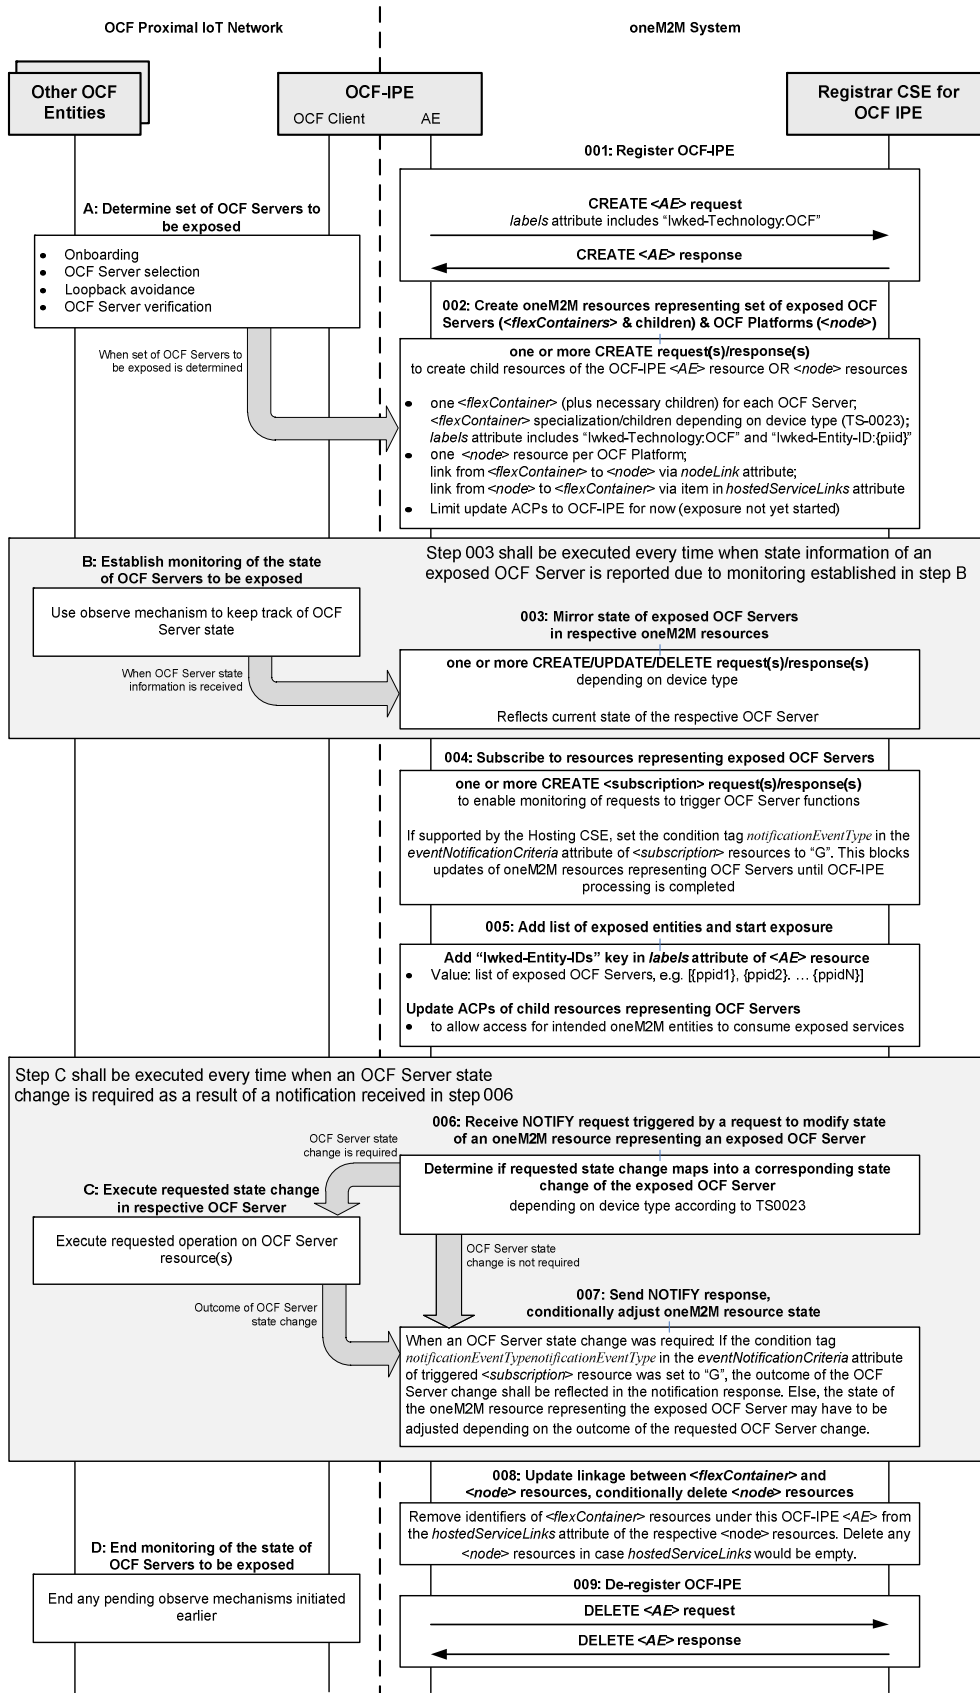 OCF Proximal IoT Network
oneM2M System
Other OCF
Entities
OCF-IPE
OCF Client
AE
Registrar CSE for
OCF IPE
001: Register OCF-IPE
CREATE <AE> request
labels attribute includes “Iwked-Technology:OCF”
CREATE <AE> response
A: Determine set of OCF Servers to
be exposed
• Onboarding
• OCF Server selection
• Loopback avoidance
• OCF Server verification
When set of OCF Servers to
be exposed is determined
002: Create oneM2M resources representing set of exposed OCF
Servers (<flexContainers> & children) & OCF Platforms (<node>)
one or more CREATE request(s)/response(s)
to create child resources of the OCF-IPE <AE> resource OR <node> resources
• one <flexContainer> (plus necessary children) for each OCF Server;
<flexContainer> specialization/children depending on device type (TS-0023);
labels attribute includes “Iwked-Technology:OCF” and “Iwked-Entity-ID:{piid}”
• one <node> resource per OCF Platform;
link from <flexContainer> to <node> via nodeLink attribute;
link from <node> to <flexContainer> via item in hostedServiceLinks attribute
• Limit update ACPs to OCF-IPE for now (exposure not yet started)
B: Establish monitoring of the state
of OCF Servers to be exposed
Use observe mechanism to keep track of OCF
Server state
When OCF Server state
information is received
Step 003 shall be executed every time when state information of an
exposed OCF Server is reported due to monitoring established in step B
003: Mirror state of exposed OCF Servers
in respective oneM2M resources
one or more CREATE/UPDATE/DELETE request(s)/response(s)
depending on device type
Reflects current state of the respective OCF Server
004: Subscribe to resources representing exposed OCF Servers
one or more CREATE <subscription> request(s)/response(s)
to enable monitoring of requests to trigger OCF Server functions
If supported by the Hosting CSE, set the condition tag notificationEventType in the
eventNotificationCriteria attribute of <subscription> resources to “G”. This blocks
updates of oneM2M resources representing OCF Servers until OCF-IPE
processing is completed
005: Add list of exposed entities and start exposure
Add “Iwked-Entity-IDs” key in labels attribute of <AE> resource
• Value: list of exposed OCF Servers, e.g. [{ppid1}, {ppid2}. … {ppidN}]
Update ACPs of child resources representing OCF Servers
• to allow access for intended oneM2M entities to consume exposed services
Step C shall be executed every time when an OCF Server state
change is required as a result of a notification received in step 006
006: Receive NOTIFY request triggered by a request to modify state
of an oneM2M resource representing an exposed OCF Server
OCF Server state
change is required
Determine if requested state change maps into a corresponding state
change of the exposed OCF Server
depending on device type according to TS0023
C: Execute requested state change
in respective OCF Server
Execute requested operation on OCF Server
resource(s)
OCF Server state
change is not required
Outcome of OCF Server
state change
007: Send NOTIFY response,
conditionally adjust oneM2M resource state
When an OCF Server state change was required: If the condition tag
notificationEventTypenotificationEventType in the eventNotificationCriteria attribute
of triggered <subscription> resource was set to “G”, the outcome of the OCF
Server change shall be reflected in the notification response. Else, the state of
the oneM2M resource representing the exposed OCF Server may have to be
adjusted depending on the outcome of the requested OCF Server change.
008: Update linkage between <flexContainer> and
<node> resources, conditionally delete <node> resources
Remove identifiers of <flexContainer> resources under this OCF-IPE <AE> from
the hostedServiceLinks attribute of the respective <node> resources. Delete any
<node> resources in case hostedServiceLinks would be empty.
D: End monitoring of the state of
OCF Servers to be exposed
End any pending observe mechanisms initiated
earlier
009: De-register OCF-IPE
DELETE <AE> request
DELETE <AE> response